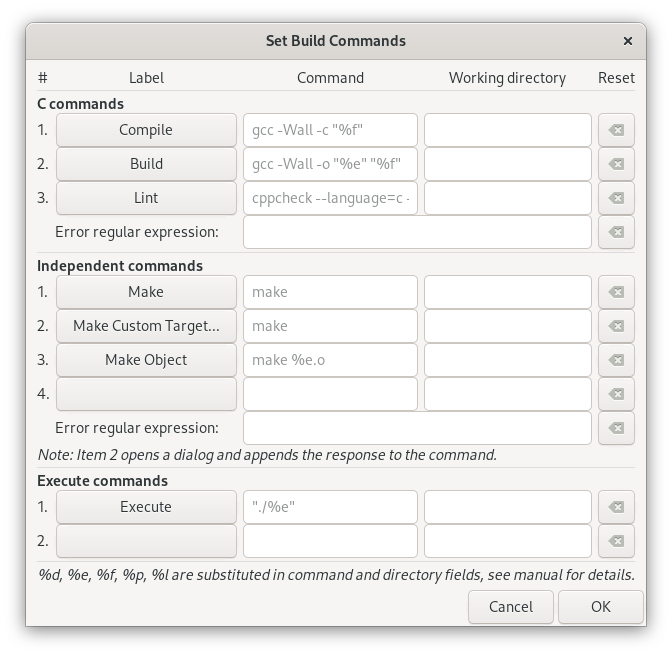 Set Build Commands
# Label Command Working directory Reset
C commands
1. Compile gcc -Wall -c "%f"
2. Build gcc -Wall -o "%e" "%f"
3. Lint cppcheck --language=c -
Error regular expression:
Independent commands
1. Make make
2. Make Custom Target... make
3. Make Object make %e.o
4.
Error regular expression:
Note: Item 2 opens a dialog and appends the response to the command.
Execute commands
1. Execute "./%e"
2.
%d, %e, %f, %p, %l are substituted in command and directory fields, see manual for details.
Cancel OK